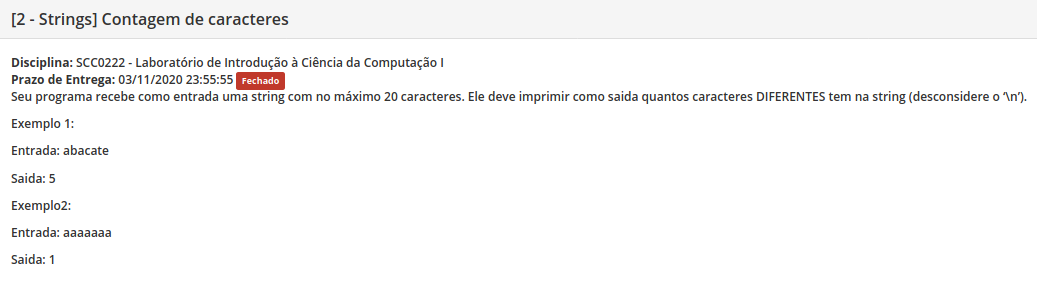 [2 - Strings] Contagem de caracteres
Disciplina: SCC0222 - Laboratório de Introdução à Ciência da Computação I
Prazo de Entrega: 03/11/2020 23:55:55 Fechado
Seu programa recebe como entrada uma string com no máximo 20 caracteres. Ele deve imprimir como saida quantos caracteres DIFERENTES tem na string (desconsidere o ‘\n’).
Exemplo 1:
Entrada: abacate
Saida: 5
Exemplo2:
Entrada: aaaaaaa
Saida: 1